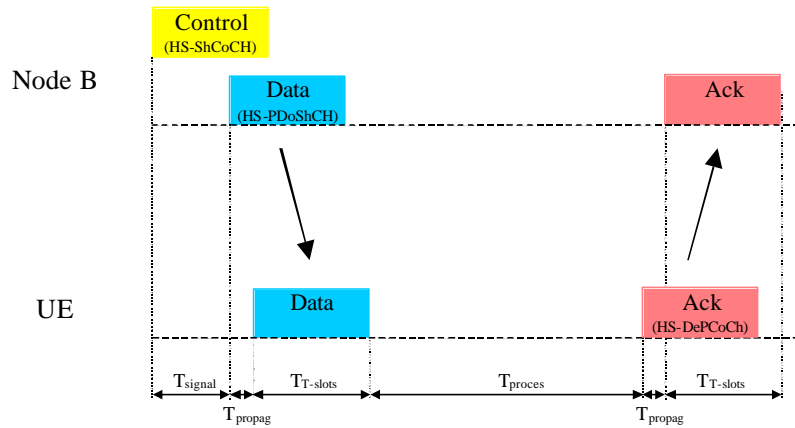 Control
(HS-ShCoCH)
Node B
Data
(HS-PDoShCH)
Ack
UE
Data
Ack
(HS-DePCoCh)
Tsignal
TT-slots
Tproces
TT-slots
Tpropag
Tpropag